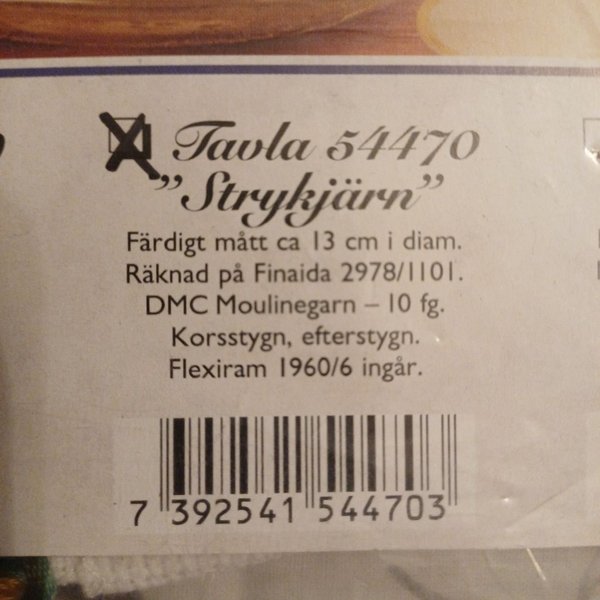 Tavla 54470
”Strykjärn”
Färdigt mått ca 13 cm i diam.
Räknad på Finaida 2978/1101.
DMC Moulinegarn – 10 fg.
Korsstygn, efterstygn.
Flexiram 1960/6 ingår.
7 392541 544703